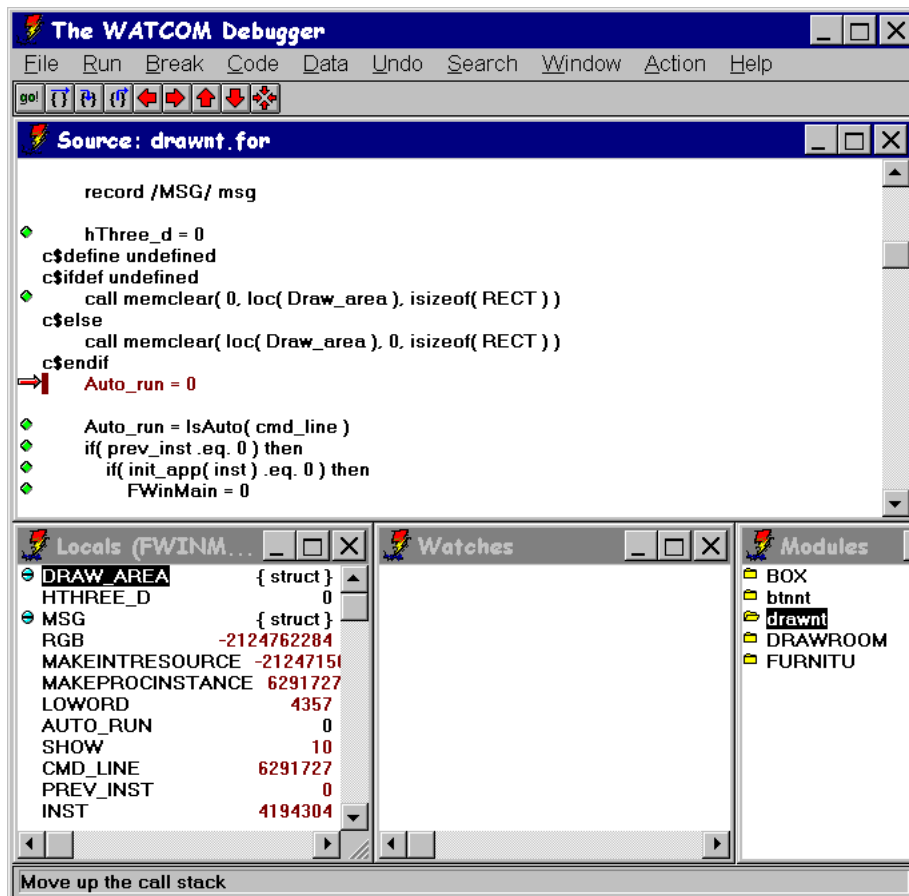 The WATCOM Debugger
File Run Break Code Data Undo Search Window Action Help
go!
Source: drawnt.for
record /MSG/ msg
hThree_d = 0
c$define undefined
c$ifdef undefined
call memclear( 0, loc( Draw_area ), isizeof( RECT ) )
c$else
call memclear( loc( Draw_area ), 0, isizeof( RECT ) )
c$endif
Auto_run = 0
Auto_run = IsAuto( cmd_line )
if( prev_inst .eq. 0 ) then
if( init_app( inst ) .eq. 0 ) then
FWinMain = 0
Locals (FWINM...
DRAW_AREA { struct }
HTHREE_D 0
MSG { struct }
RGB -2124762284
MAKEINTRESOURCE -21247150
MAKEPROCINSTANCE 6291727
LOWORD 4357
AUTO_RUN 0
SHOW 10
CMD_LINE 6291727
PREV_INST 0
INST 4194304
Watches
Modules
BOX
btnnt
drawnt
DRAWROOM
FURNITU
Move up the call stack